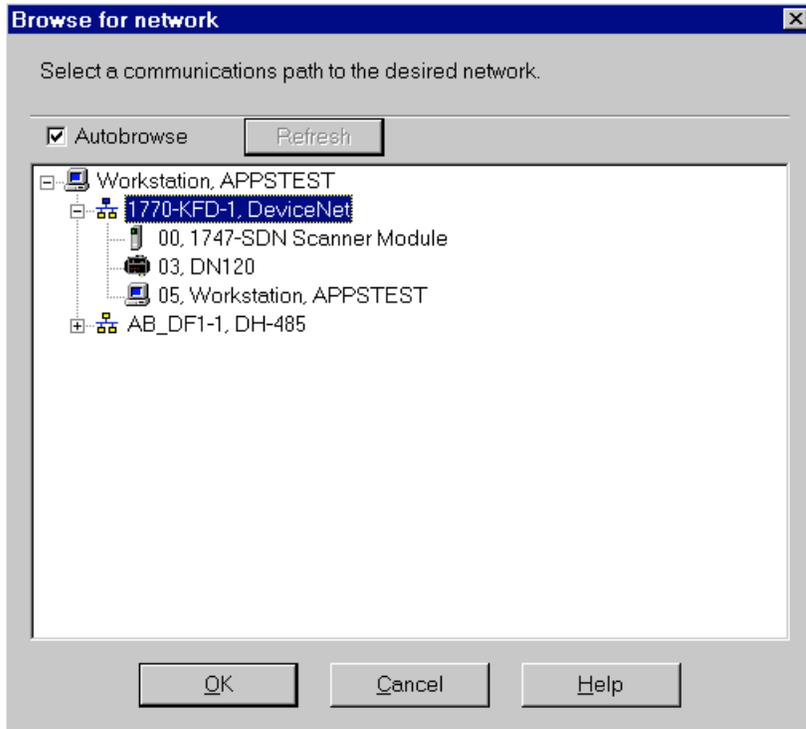 Browse for network
Select a communications path to the desired network.
Autobrowse
Refresh
Workstation, APPSTEST
1770-KFD-1, DeviceNet
00, 1747-SDN Scanner Module
03, DN120
05, Workstation, APPSTEST
AB_DF1-1, DH-485
OK
Cancel
Help